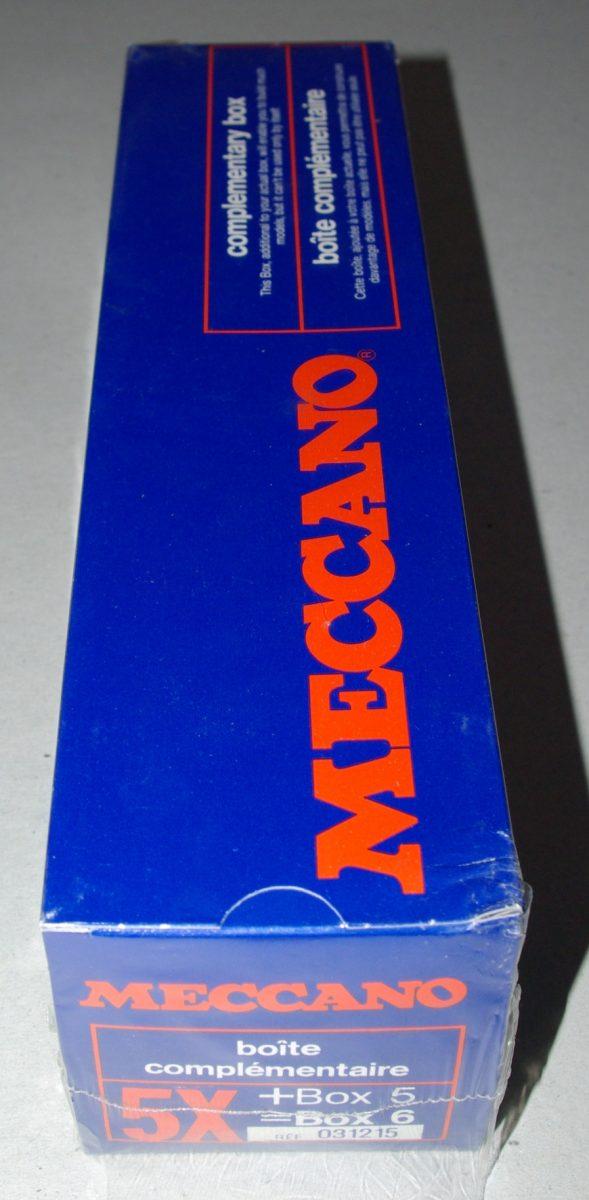 complementary box
This Box, additional to your actual box, will enable you to build much
models, but it can't be used only by itself
boîte complémentaire
Cette boîte, ajoutée à votre boîte actuelle, vous permettra de construire
davantage de modèles, mais elle ne peut pas être utilisée seule
MECCANO®
MECCANO
boîte
complémentaire
5X +Box 5
=Box 6
REF 031215